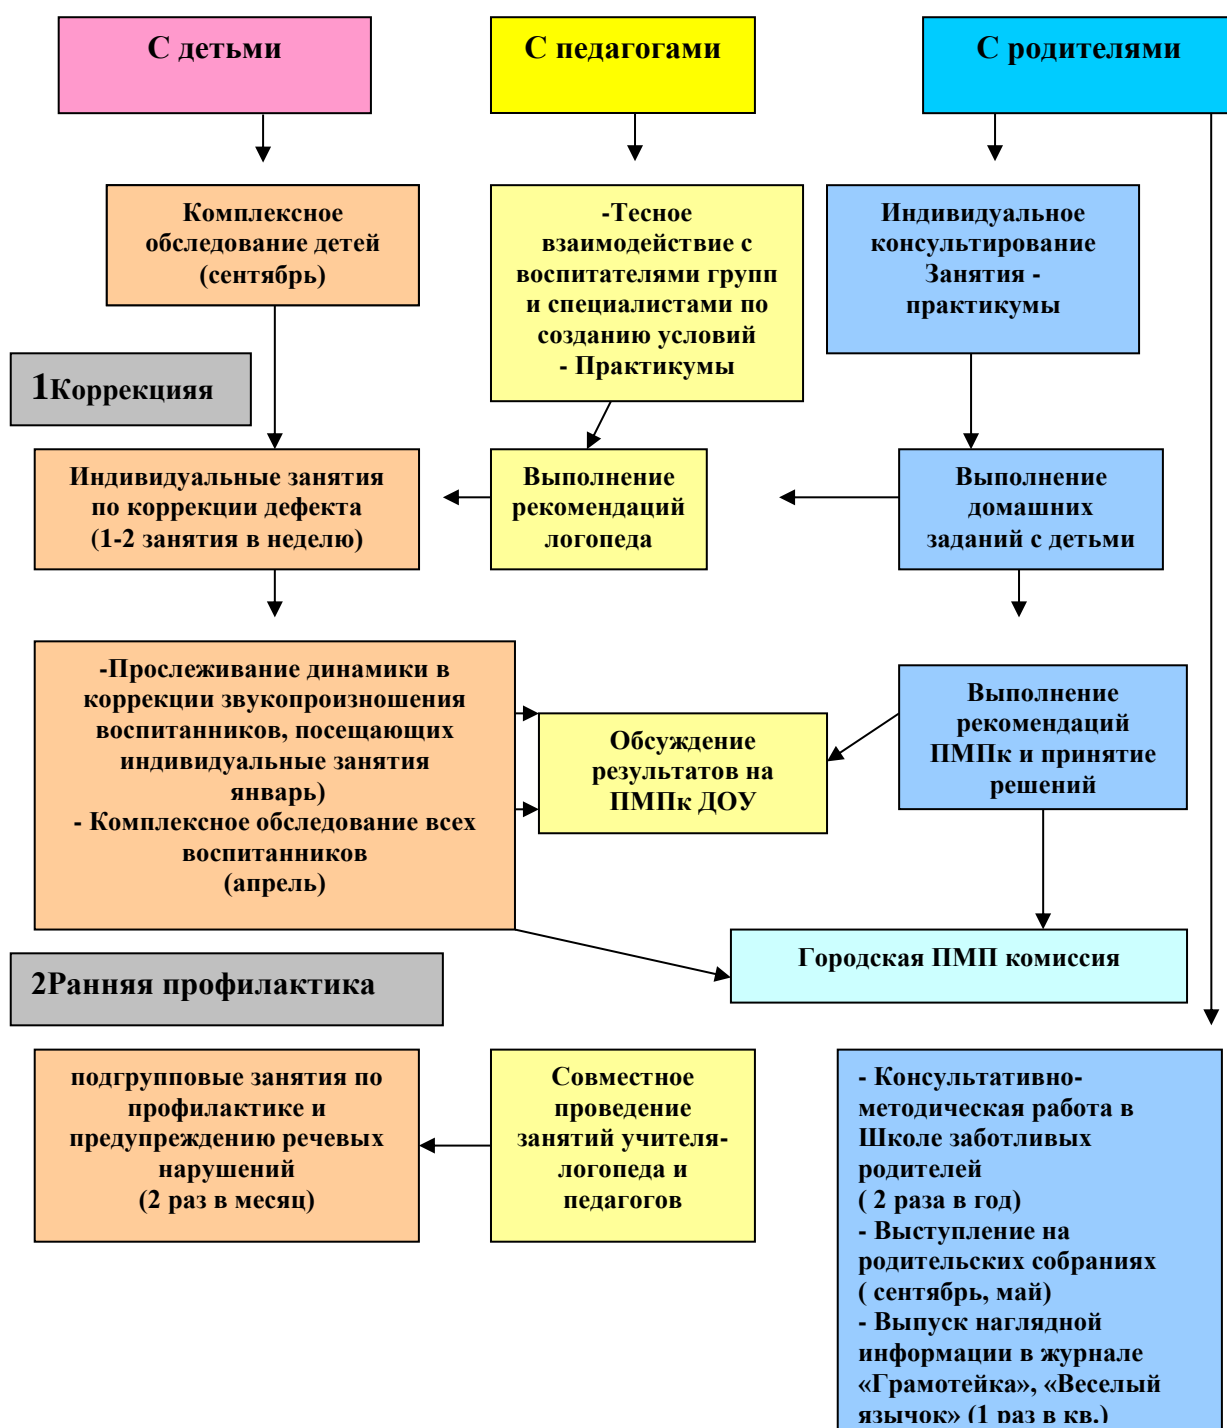 С детьми
С педагогами
С родителями
Комплексное
обследование детей
(сентябрь)
-Тесное
взаимодействие с
воспитателями групп
и специалистами по
созданию условий
- Практикумы
Индивидуальное
консультирование
Занятия -
практикумы
1Коррекцияя
Индивидуальные занятия
по коррекции дефекта
(1-2 занятия в неделю)
Выполнение
рекомендаций
логопеда
Выполнение
домашних
заданий с детьми
-Прослеживание динамики в
коррекции звукопроизношения
воспитанников, посещающих
индивидуальные занятия
январь)
- Комплексное обследование всех
воспитанников
(апрель)
Обсуждение
результатов на
ПМПк ДОУ
Выполнение
рекомендаций
ПМПк и принятие
решений
Городская ПМП комиссия
2Ранняя профилактика
подгрупповые занятия по
профилактике и
предупреждению речевых
нарушений
(2 раз в месяц)
Совместное
проведение
занятий учителя-
логопеда и
педагогов
- Консультативно-
методическая работа в
Школе заботливых
родителей
( 2 раза в год)
- Выступление на
родительских собраниях
( сентябрь, май)
- Выпуск наглядной
информации в журнале
«Грамотейка», «Веселый
язычок» (1 раз в кв.)